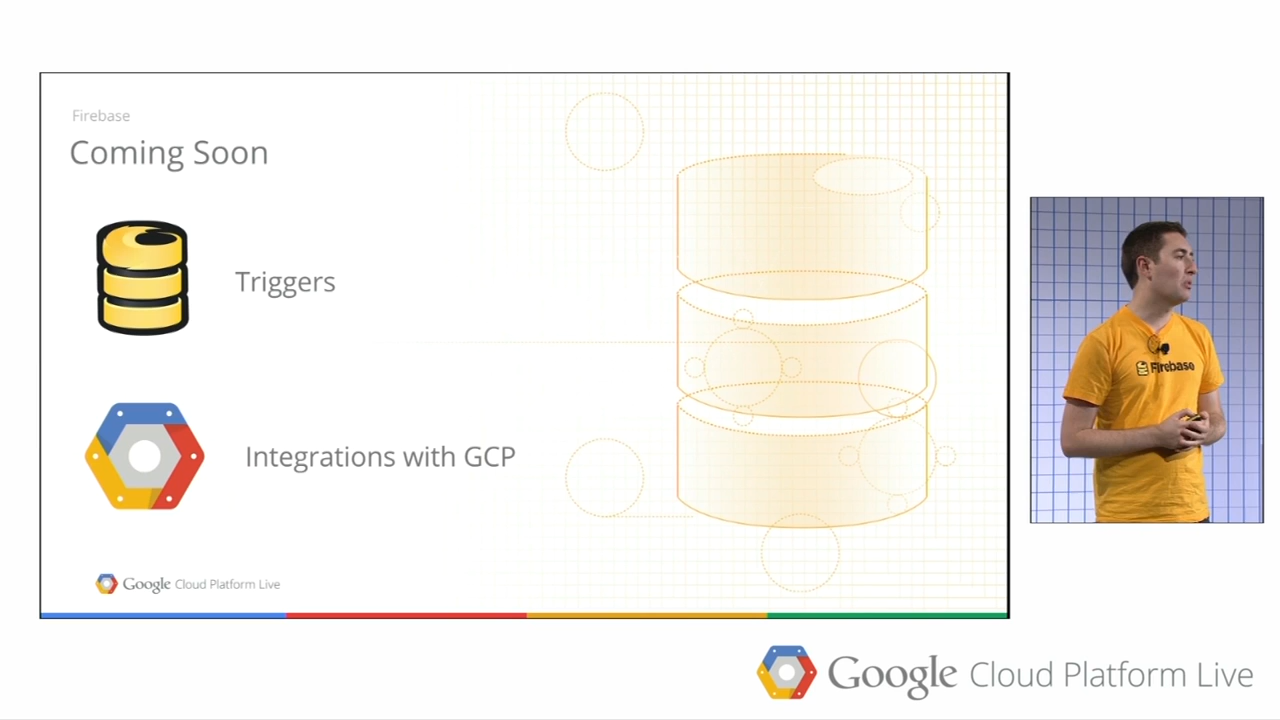 Firebase
Coming Soon
Triggers
Integrations with GCP
Google Cloud Platform Live
Firebase
Google Cloud Platform Live